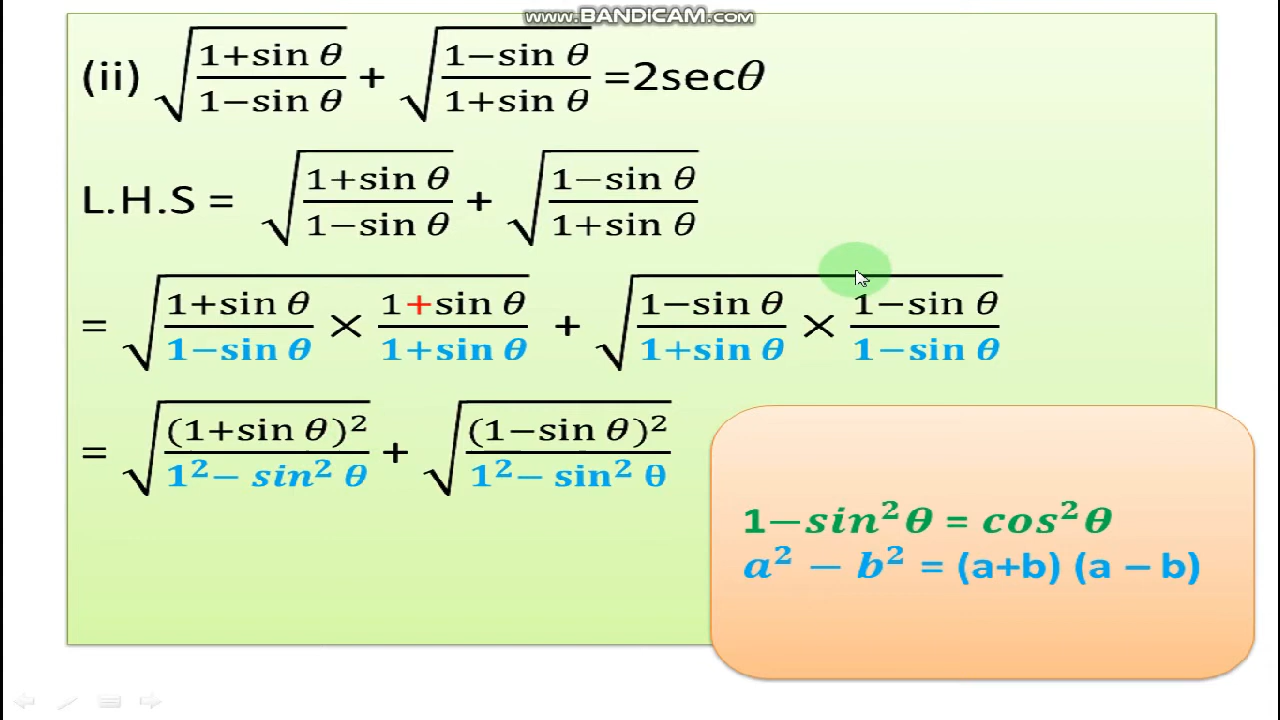 www.BANDICAM.com
(ii) √((1+sin θ)/(1−sin θ)) + √((1−sin θ)/(1+sin θ)) =2secθ
L.H.S = √((1+sin θ)/(1−sin θ)) + √((1−sin θ)/(1+sin θ))
= √((1+sin θ)/(1−sin θ) × (1+sin θ)/(1+sin θ)) + √((1−sin θ)/(1+sin θ) × (1−sin θ)/(1−sin θ))
= √((1+sin θ)²/(1²− sin² θ)) + √((1−sin θ)²/(1²− sin² θ))
1−sin²θ = cos²θ
a² − b² = (a+b) (a − b)